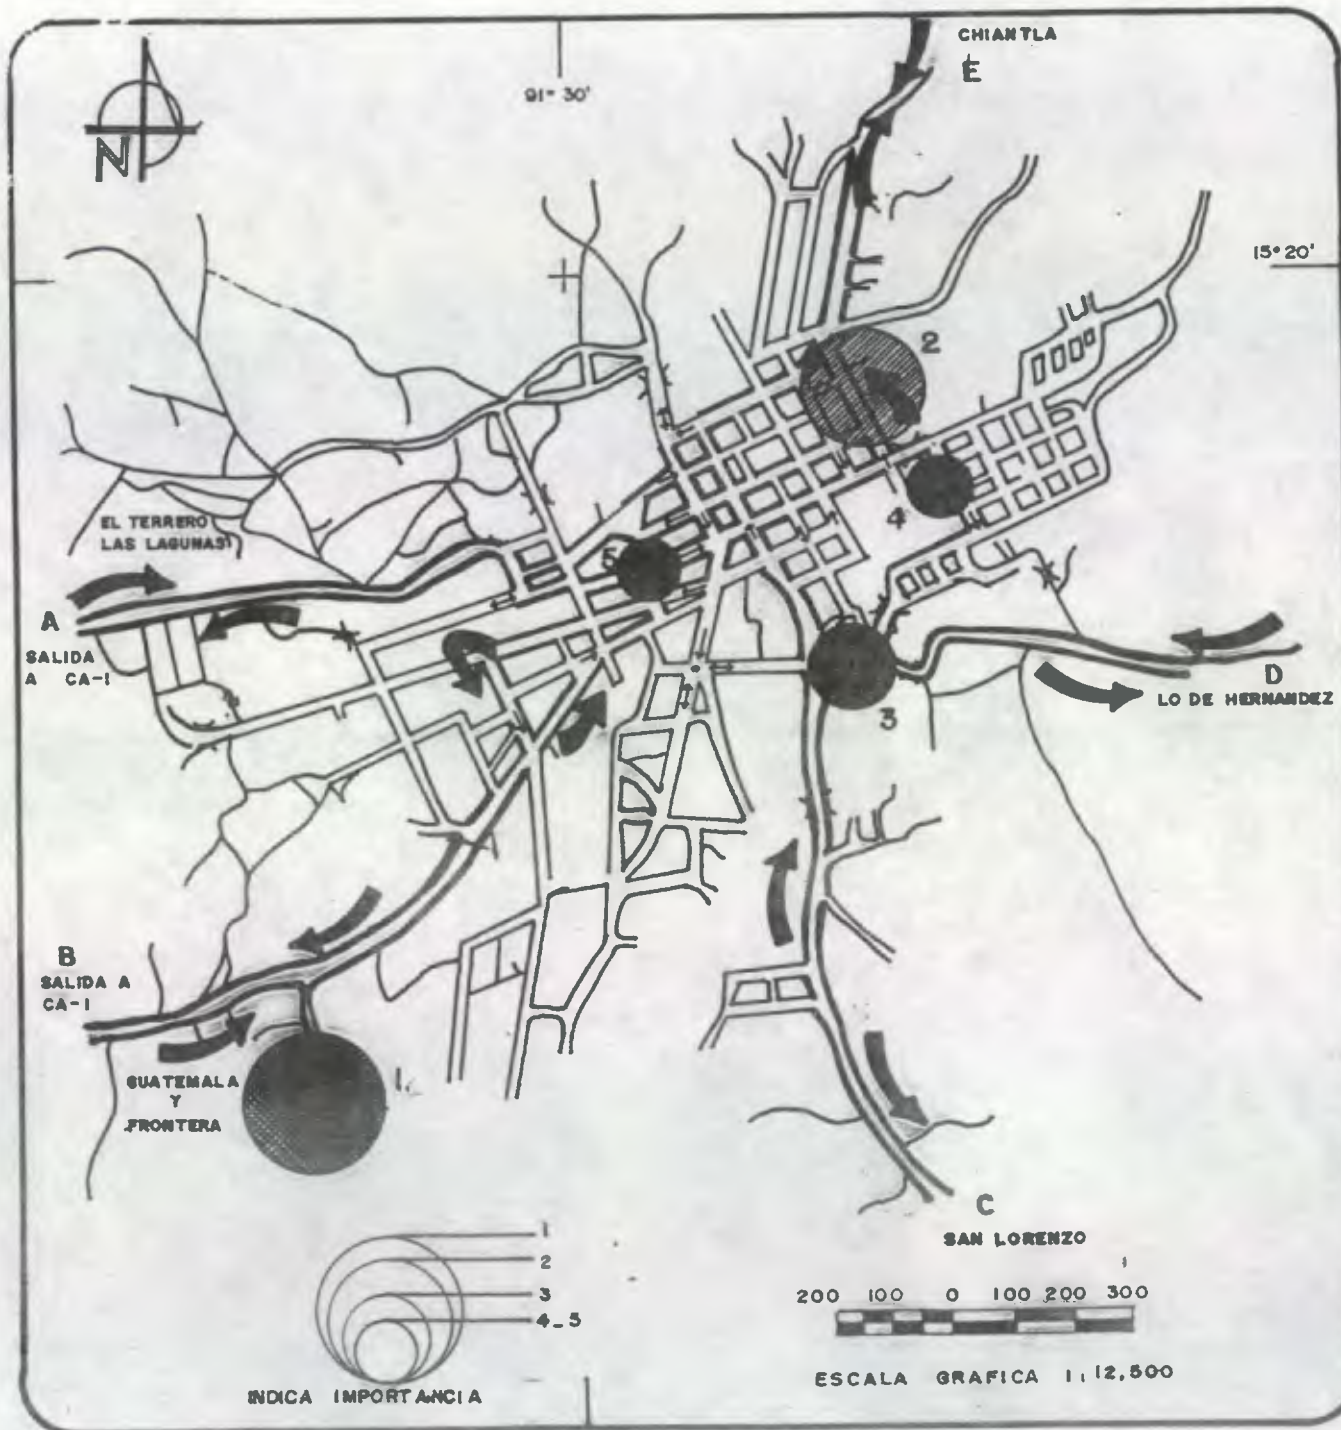 CHIANTLA
E
91° 30'
N
15° 20'
2
4
EL TERRERO
LAS LAGUNAS
5
A
SALIDA
A CA-1
D
LO DE HERNANDEZ
3
B
SALIDA A
CA-1
GUATEMALA
Y
FRONTERA
1
C
SAN LORENZO
1
2
3
4_5
INDICA IMPORTANCIA
200 100 0 100 200 300
ESCALA GRAFICA 1:12,500